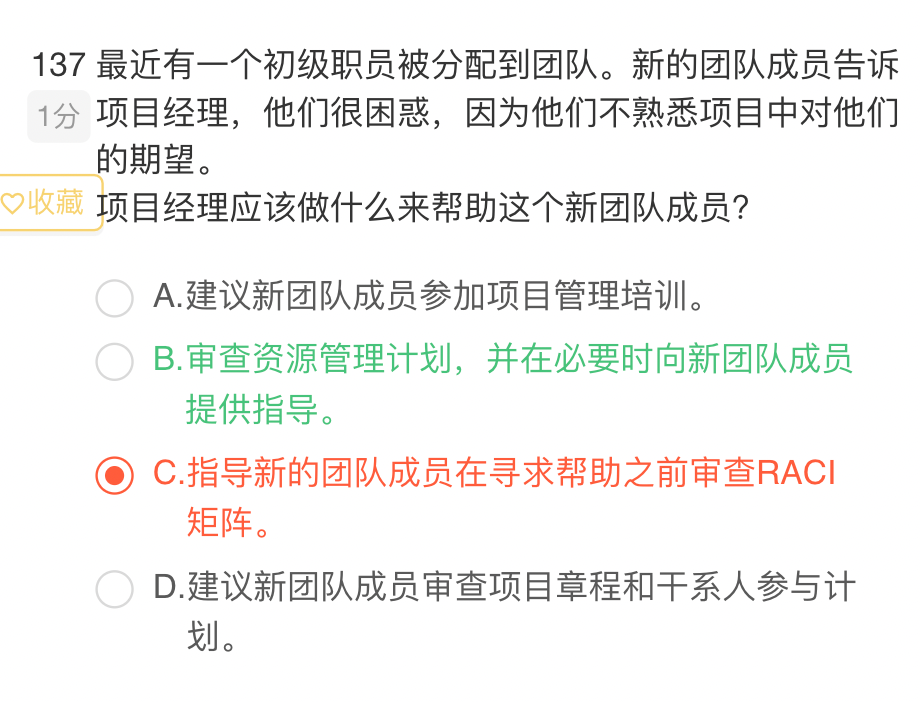 137 最近有一个初级职员被分配到团队。新的团队成员告诉
1分 项目经理，他们很困惑，因为他们不熟悉项目中对他们
的期望。
收藏 项目经理应该做什么来帮助这个新团队成员？
A.建议新团队成员参加项目管理培训。
B.审查资源管理计划，并在必要时向新团队成员
提供指导。
C.指导新的团队成员在寻求帮助之前审查RACI
矩阵。
D.建议新团队成员审查项目章程和干系人参与计
划。